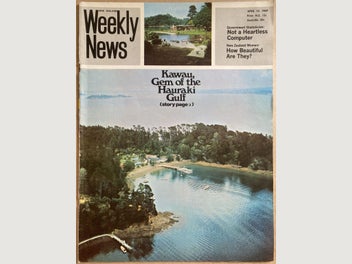 Weekly
News
Government Statistician:
Not a Heartless
Computer
New Zealand Women:
How Beautiful
Are They?
Kawau,
Gem of the
Hauraki
Gulf
(story page 2)